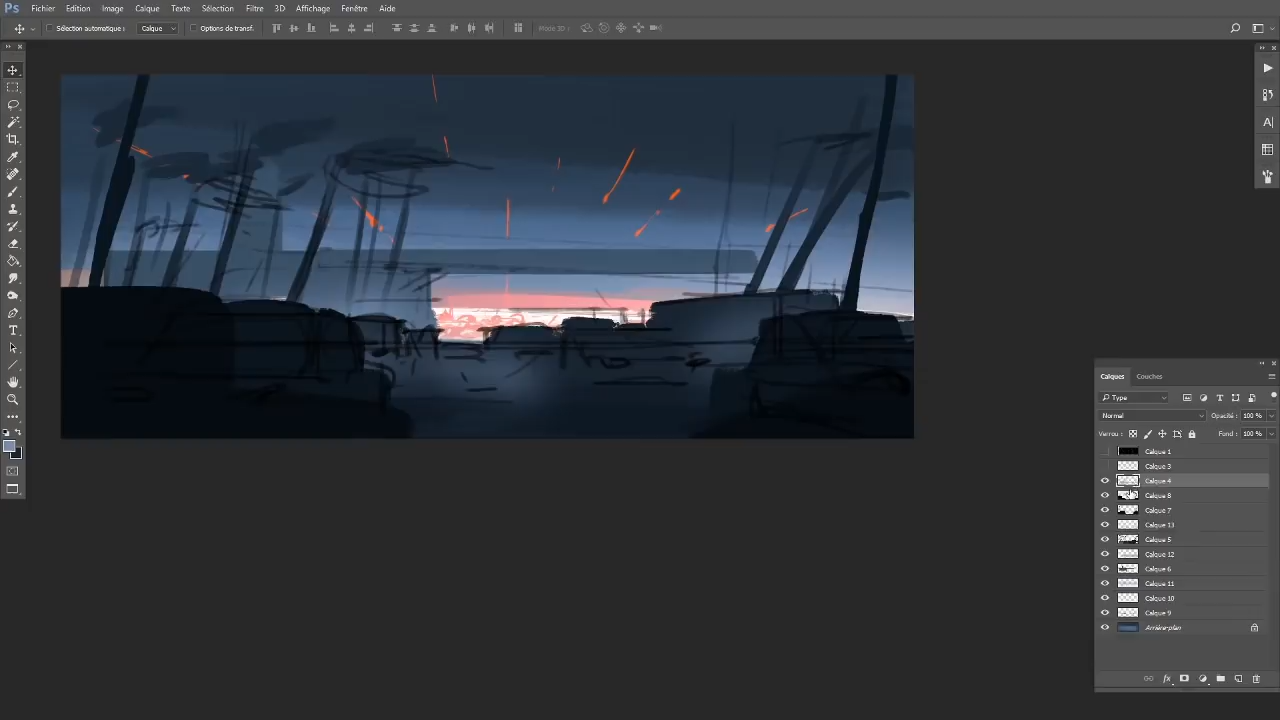 Ps Fichier Edition Image Calque Texte Sélection Filtre 3D Affichage Fenêtre Aide
Sélection automatique : Calque Options de transf. Mode 3D :
Calques Couches
Type
Normal Opacité : 100 %
Verrou : Fond : 100 %
Calque 1
Calque 3
Calque 4
Calque 8
Calque 7
Calque 13
Calque 5
Calque 12
Calque 6
Calque 11
Calque 10
Calque 9
Arrière-plan